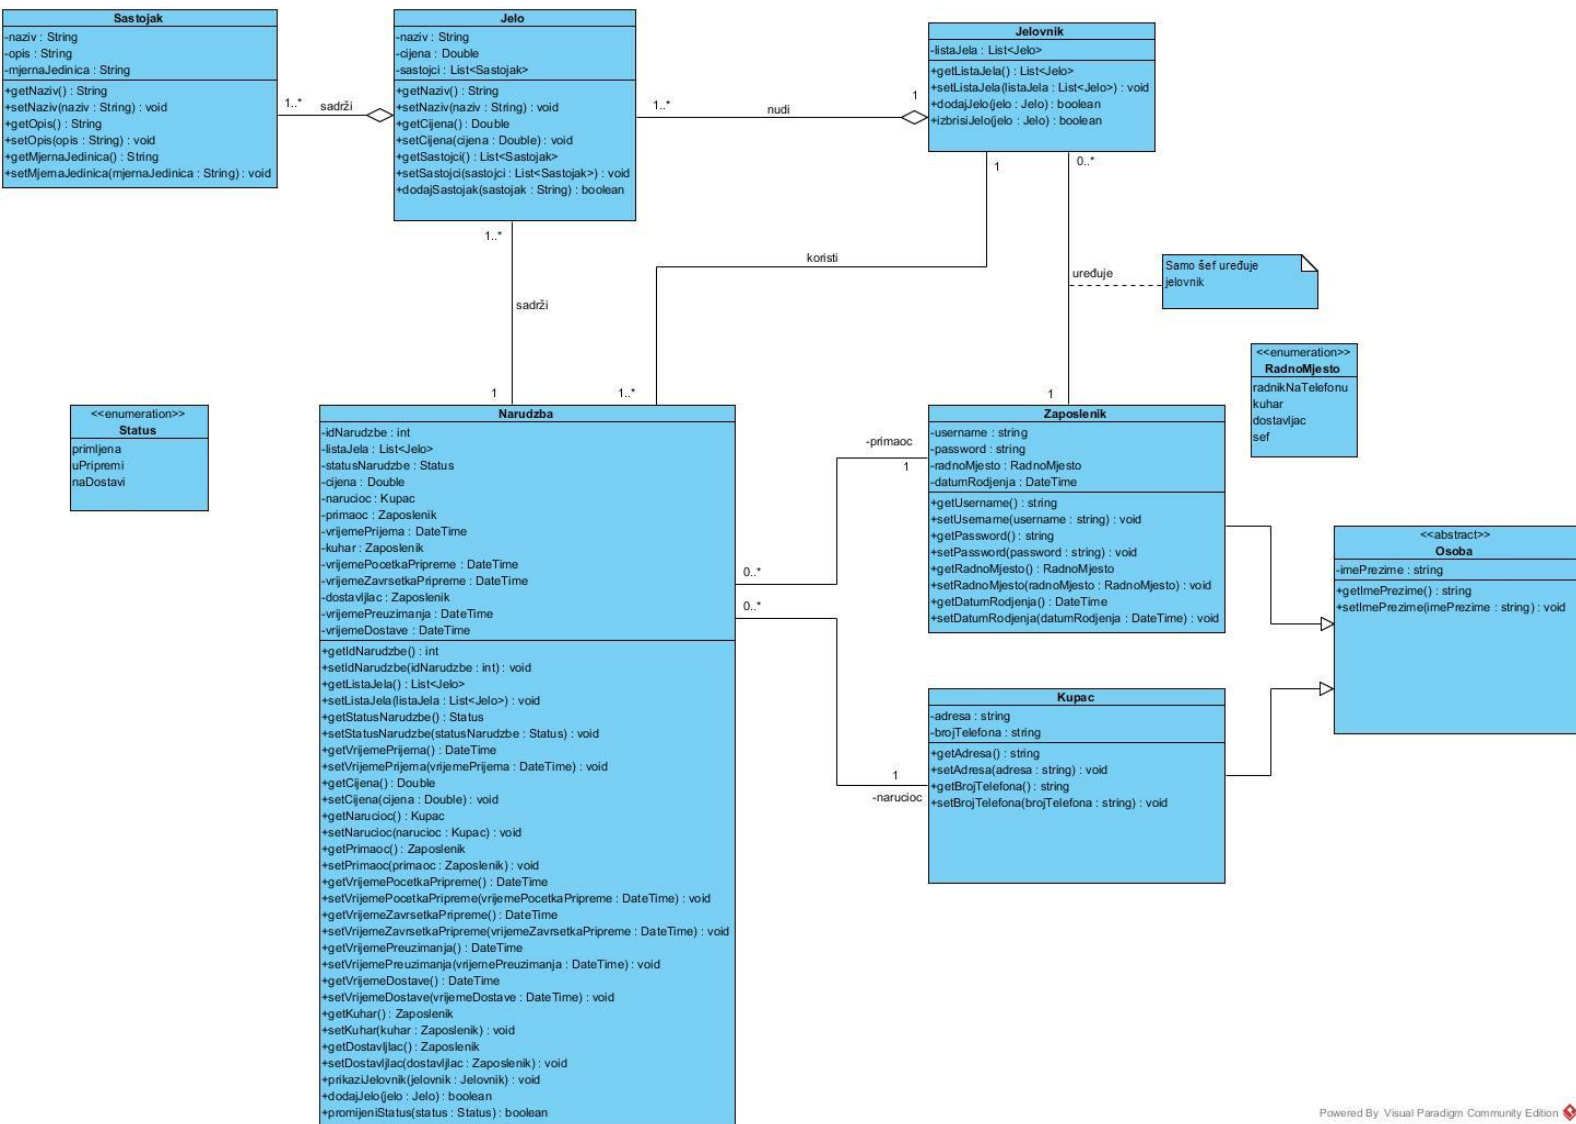 Sastojak
-naziv : String
-opis : String
-mjernaJedinica : String
+getNaziv() : String
+setNaziv(naziv : String) : void
+getOpis() : String
+setOpis(opis : String) : void
+getMjernaJedinica() : String
+setMjernaJedinica(mjernaJedinica : String) : void
1..*
sadrži
Jelo
-naziv : String
-cijena : Double
-sastojci : List<Sastojak>
+getNaziv() : String
+setNaziv(naziv : String) : void
+getCijena() : Double
+setCijena(cijena : Double) : void
+getSastojci() : List<Sastojak>
+setSastojci(sastojci : List<Sastojak>) : void
+dodajSastojak(sastojak : String) : boolean
1..*
nudi
1
Jelovnik
-listaJela : List<Jelo>
+getListaJela() : List<Jelo>
+setListaJela(listaJela : List<Jelo>) : void
+dodajJelo(jelo : Jelo) : boolean
+izbrisiJelo(jelo : Jelo) : boolean
1
0..*
1..*
sadrži
1
koristi
1..*
uređuje
1
Samo šef uređuje
jelovnik
<<enumeration>>
RadnoMjesto
radnikNaTelefonu
kuhar
dostavljac
sef
<<enumeration>>
Status
primljena
uPripremi
naDostavi
Narudzba
-idNarudzbe : int
-listaJela : List<Jelo>
-statusNarudzbe : Status
-cijena : Double
-narucioc : Kupac
-primaoc : Zaposlenik
-vrijemePrijema : DateTime
-kuhar : Zaposlenik
-vrijemePocetkaPripreme : DateTime
-vrijemeZavrsetkaPripreme : DateTime
-dostavljlac : Zaposlenik
-vrijemePreuzimanja : DateTime
-vrijemeDostave : DateTime
+getIdNarudzbe() : int
+setIdNarudzbe(idNarudzbe : int) : void
+getListaJela() : List<Jelo>
+setListaJela(listaJela : List<Jelo>) : void
+getStatusNarudzbe() : Status
+setStatusNarudzbe(statusNarudzbe : Status) : void
+getVrijemePrijema() : DateTime
+setVrijemePrijema(vrijemePrijema : DateTime) : void
+getCijena() : Double
+setCijena(cijena : Double) : void
+getNarucioc() : Kupac
+setNarucioc(narucioc : Kupac) : void
+getPrimaoc() : Zaposlenik
+setPrimaoc(primaoc : Zaposlenik) : void
+getVrijemePocetkaPripreme() : DateTime
+setVrijemePocetkaPripreme(vrijemePocetkaPripreme : DateTime) : void
+getVrijemeZavrsetkaPripreme() : DateTime
+setVrijemeZavrsetkaPripreme(vrijemeZavrsetkaPripreme : DateTime) : void
+getVrijemePreuzimanja() : DateTime
+setVrijemePreuzimanja(vrijemePreuzimanja : DateTime) : void
+getVrijemeDostave() : DateTime
+setVrijemeDostave(vrijemeDostave : DateTime) : void
+getKuhar() : Zaposlenik
+setKuhar(kuhar : Zaposlenik) : void
+getDostavljlac() : Zaposlenik
+setDostavljlac(dostavljlac : Zaposlenik) : void
+prikaziJelovnik(jelovnik : Jelovnik) : void
+dodajJelo(jelo : Jelo) : boolean
+promijeniStatus(status : Status) : boolean
-primaoc
1
0..*
0..*
1
-narucioc
Zaposlenik
-username : string
-password : string
-radnoMjesto : RadnoMjesto
-datumRodjenja : DateTime
+getUsername() : string
+setUsername(username : string) : void
+getPassword() : string
+setPassword(password : string) : void
+getRadnoMjesto() : RadnoMjesto
+setRadnoMjesto(radnoMjesto : RadnoMjesto) : void
+getDatumRodjenja() : DateTime
+setDatumRodjenja(datumRodjenja : DateTime) : void
<<abstract>>
Osoba
-imePrezime : string
+getImePrezime() : string
+setImePrezime(imePrezime : string) : void
Kupac
-adresa : string
-brojTelefona : string
+getAdresa() : string
+setAdresa(adresa : string) : void
+getBrojTelefona() : string
+setBrojTelefona(brojTelefona : string) : void
Powered By Visual Paradigm Community Edition